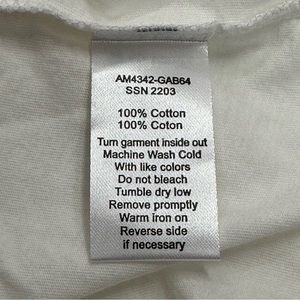 AM4342-GAB64
SSN 2203
100% Cotton
100% Coton
Turn garment inside out
Machine Wash Cold
With like colors
Do not bleach
Tumble dry low
Remove promptly
Warm iron on
Reverse side
if necessary